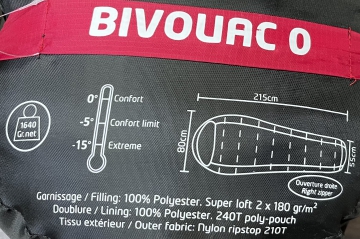 BIVOUAC 0
1640
Gr.net
0° Confort
-5° Confort limit
-15° Extreme
215cm
80cm
55cm
Ouverture droite
Right zipper
Garnissage / Filling: 100% Polyester. Super loft 2 x 180 gr/m²
Doublure / Lining: 100% Polyester. 240T poly-pouch
Tissu extérieur / Outer fabric: Nylon ripstop 210T